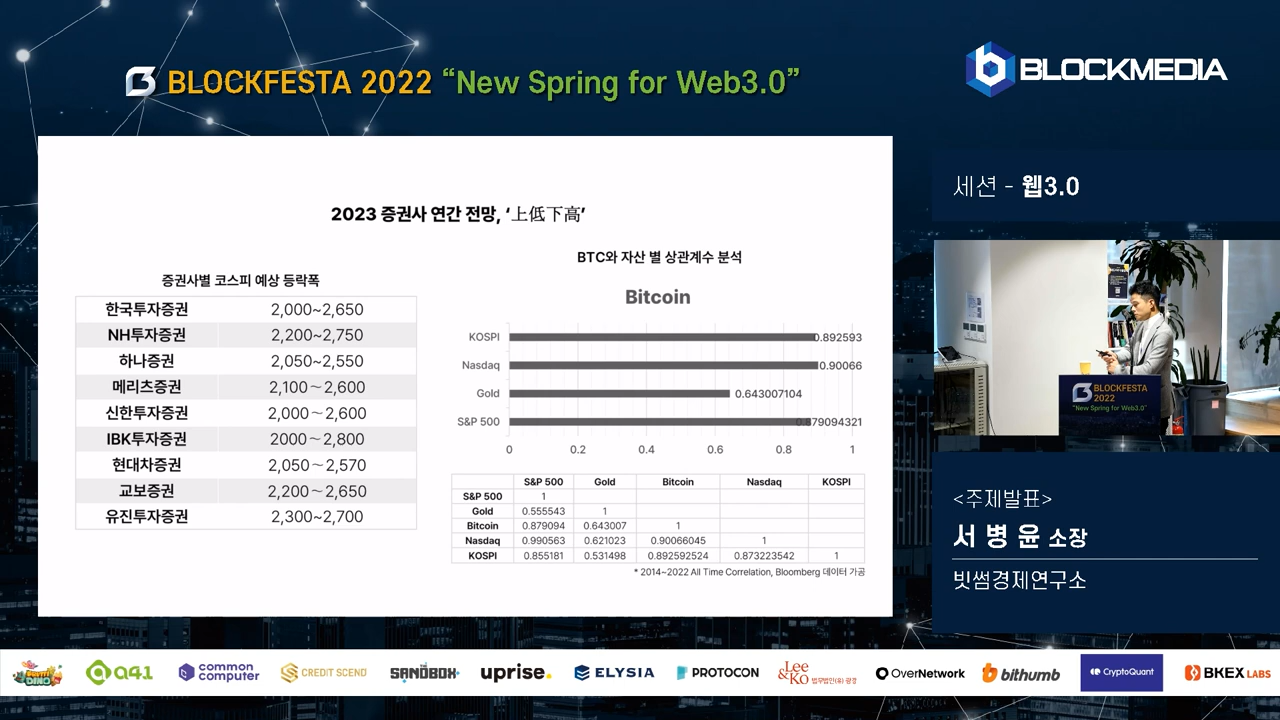 BLOCKFESTA 2022 “New Spring for Web3.0”
BLOCKMEDIA
2023 증권사 연간 전망, ‘上低下高’
증권사별 코스피 예상 등락폭
한국투자증권 2,000~2,650
NH투자증권 2,200~2,750
하나증권 2,050~2,550
메리츠증권 2,100～2,600
신한투자증권 2,000～2,600
IBK투자증권 2000～2,800
현대차증권 2,050～2,570
교보증권 2,200～2,650
유진투자증권 2,300~2,700
BTC와 자산 별 상관계수 분석
Bitcoin
KOSPI 0.892593
Nasdaq 0.90066
Gold 0.643007104
S&P 500 0.879094321
0 0.2 0.4 0.6 0.8 1
S&P 500 Gold Bitcoin Nasdaq KOSPI
S&P 500 1
Gold 0.555543 1
Bitcoin 0.879094 0.643007 1
Nasdaq 0.990563 0.621023 0.90066045 1
KOSPI 0.855181 0.531498 0.892592524 0.873223542 1
* 2014~2022 All Time Correlation, Bloomberg 데이터 가공
세션 - 웹3.0
BLOCKFESTA
2022
“New Spring for Web3.0”
<주제발표>
서 병 윤 소장
빗썸경제연구소
a41
common computer
CREDIT SCEND
SANDBOX
uprise.
ELYSIA
PROTOCON
Lee &Ko 법무법인(유) 광장
OverNetwork
bithumb
CryptoQuant
BKEX LABS